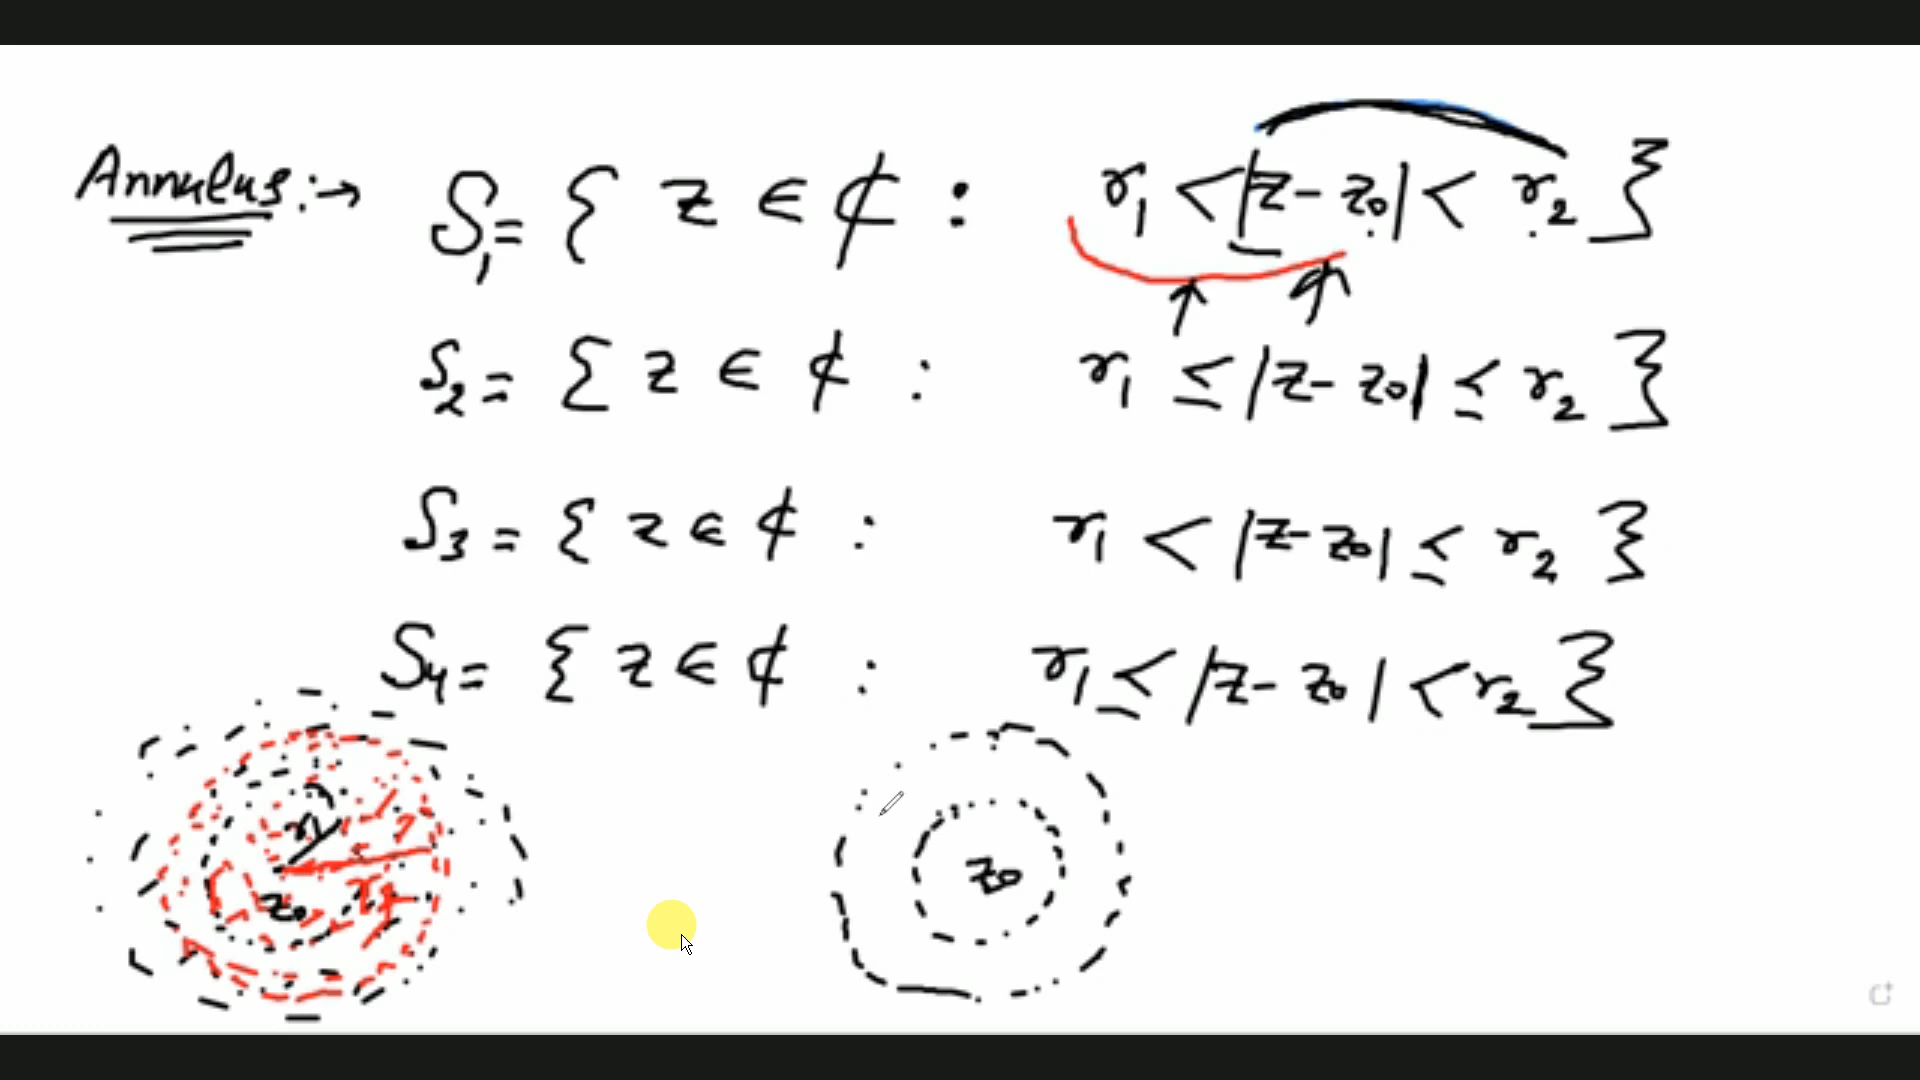 Annulus:→ S₁ = { z ∈ ₵ : r₁ < |z - z₀| < r₂ }
S₂ = { z ∈ ₵ : r₁ ≤ |z - z₀| ≤ r₂ }
S₃ = { z ∈ ₵ : r₁ < |z - z₀| ≤ r₂ }
S₄ = { z ∈ ₵ : r₁ ≤ |z - z₀| < r₂ }
r₁
z₀
z₀